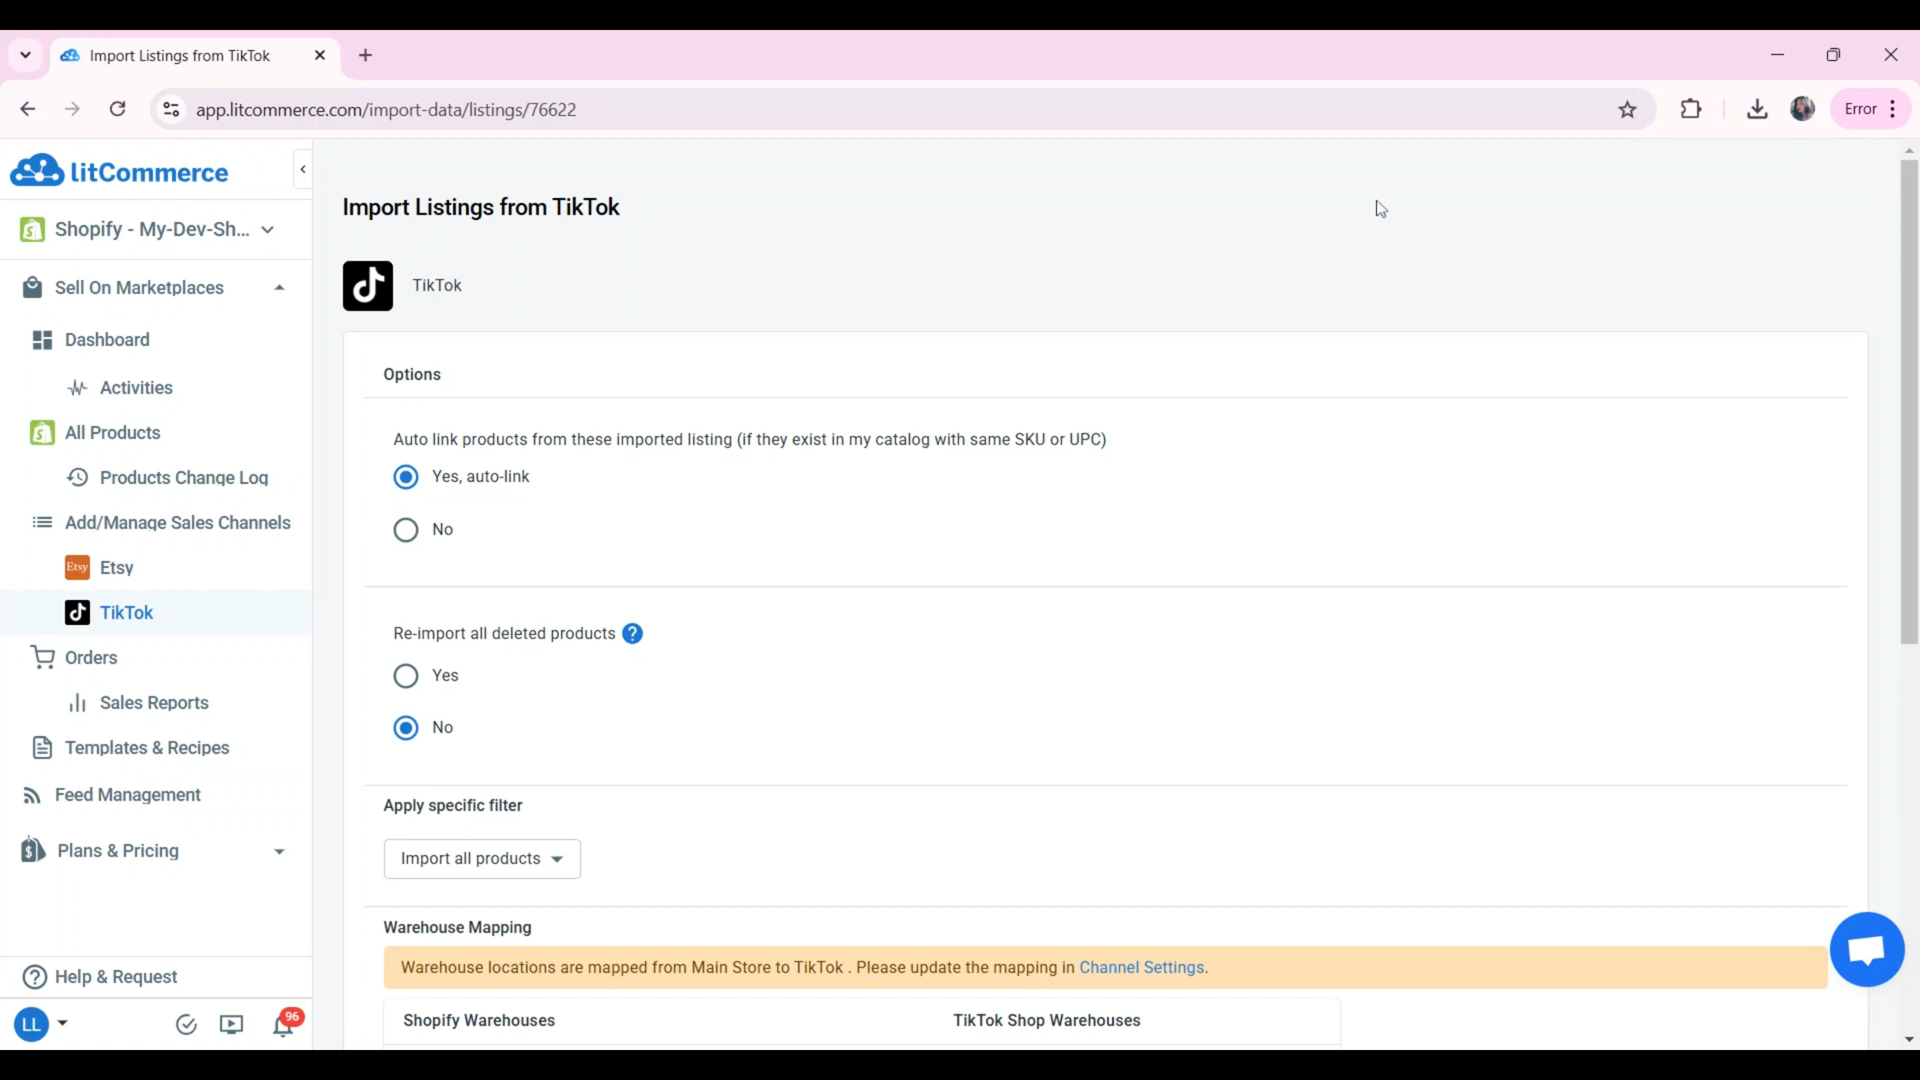 Import Listings from TikTok
app.litcommerce.com/import-data/listings/76622
Error
litCommerce
Shopify - My-Dev-Sh...
Sell On Marketplaces
Dashboard
Activities
All Products
Products Change Log
Add/Manage Sales Channels
Etsy
Etsy
TikTok
Orders
Sales Reports
Templates & Recipes
Feed Management
Plans & Pricing
Help & Request
LL
96
Import Listings from TikTok
TikTok
Options
Auto link products from these imported listing (if they exist in my catalog with same SKU or UPC)
Yes, auto-link
No
Re-import all deleted products ?
Yes
No
Apply specific filter
Import all products
Warehouse Mapping
Warehouse locations are mapped from Main Store to TikTok . Please update the mapping in Channel Settings.
Shopify Warehouses TikTok Shop Warehouses